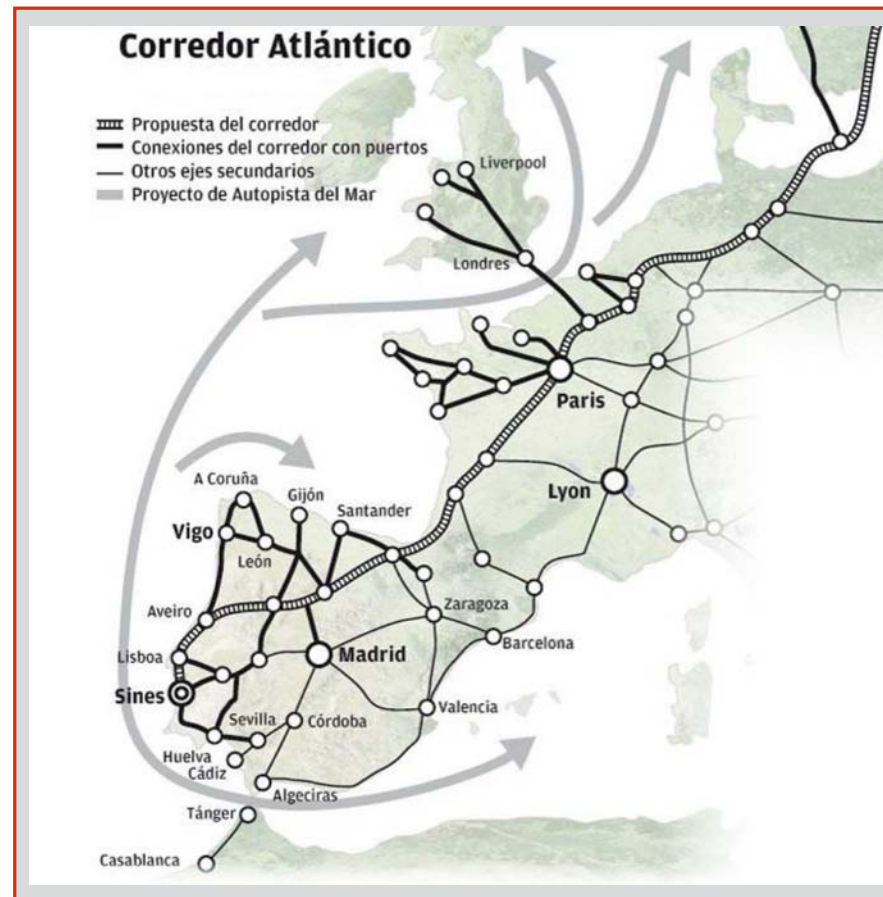 Corredor Atlántico
Propuesta del corredor
Conexiones del corredor con puertos
Otros ejes secundarios
Proyecto de Autopista del Mar
Liverpool
Londres
Paris
Lyon
A Coruña
Gijón
Santander
Vigo
León
Aveiro
Zaragoza
Barcelona
Lisboa
Madrid
Sines
Valencia
Sevilla
Córdoba
Huelva
Cádiz
Algeciras
Tánger
Casablanca